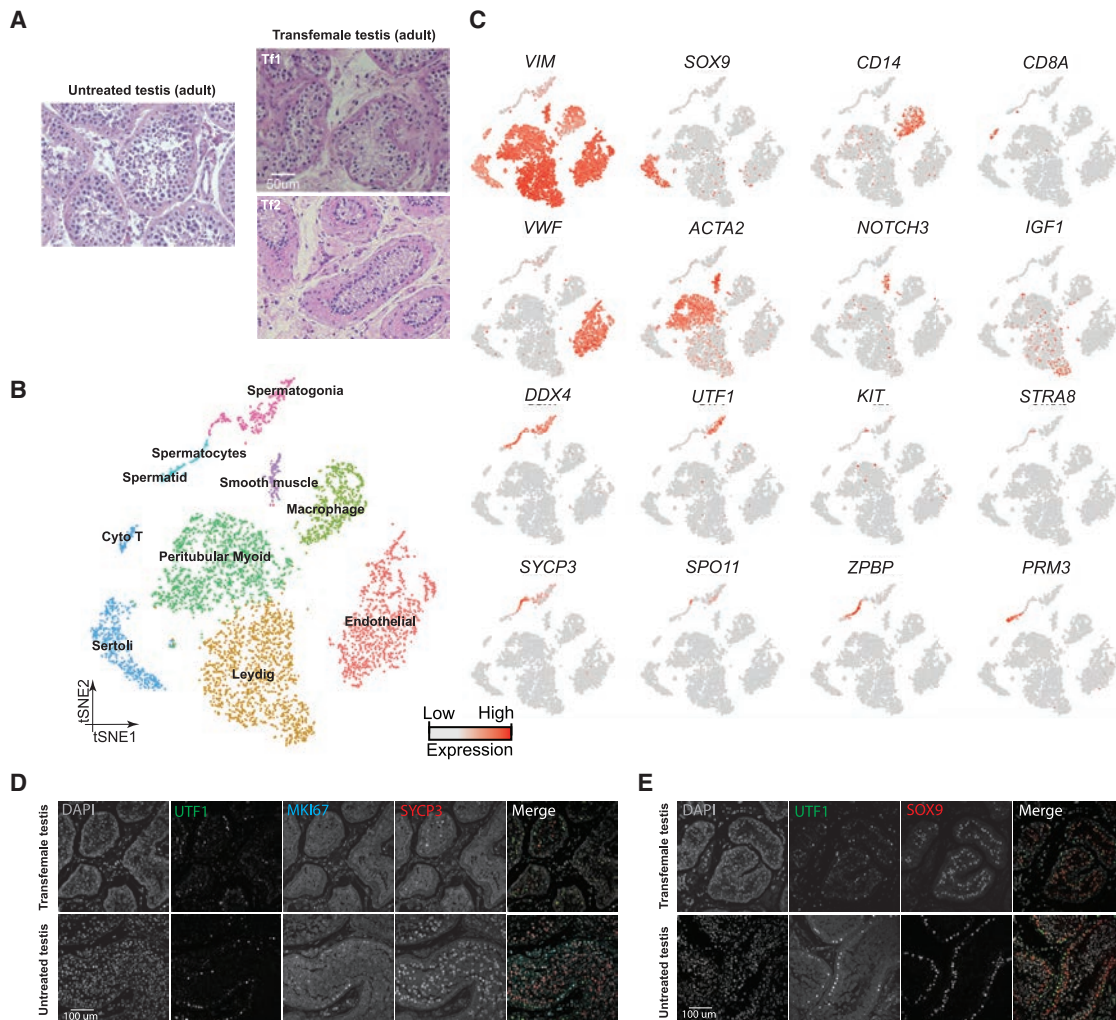 A
Untreated testis (adult)
Transfemale testis (adult)
Tf1
50um
Tf2
B
Spermatogonia
Spermatocytes
Spermatid
Smooth muscle
Macrophage
Cyto T
Peritubular Myoid
Endothelial
Sertoli
Leydig
tSNE2
tSNE1
Low High
Expression
C
VIM SOX9 CD14 CD8A
VWF ACTA2 NOTCH3 IGF1
DDX4 UTF1 KIT STRA8
SYCP3 SPO11 ZPBP PRM3
D
Transfemale testis
DAPI UTF1 MKI67 SYCP3 Merge
Untreated testis
100 um
E
Transfemale testis
DAPI UTF1 SOX9 Merge
Untreated testis
100 um